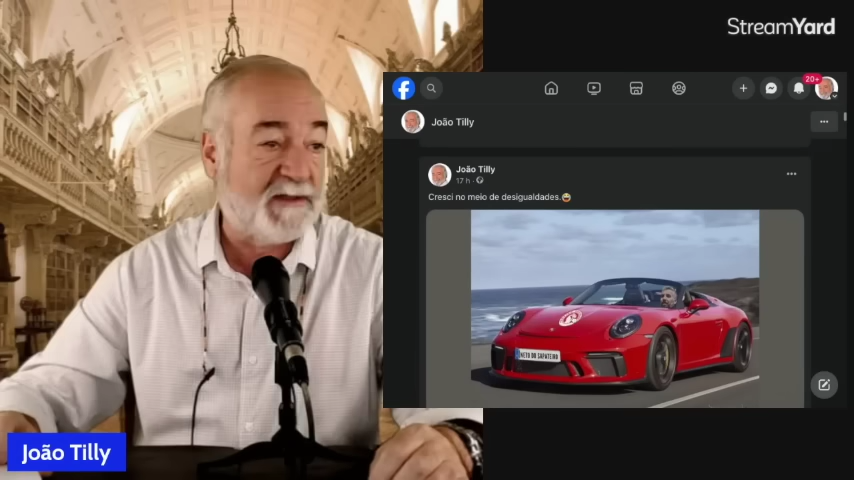 StreamYard
20+
João Tilly
João Tilly
17 h
Cresci no meio de desigualdades.😂
NETO DO SAPATEIRO
João Tilly